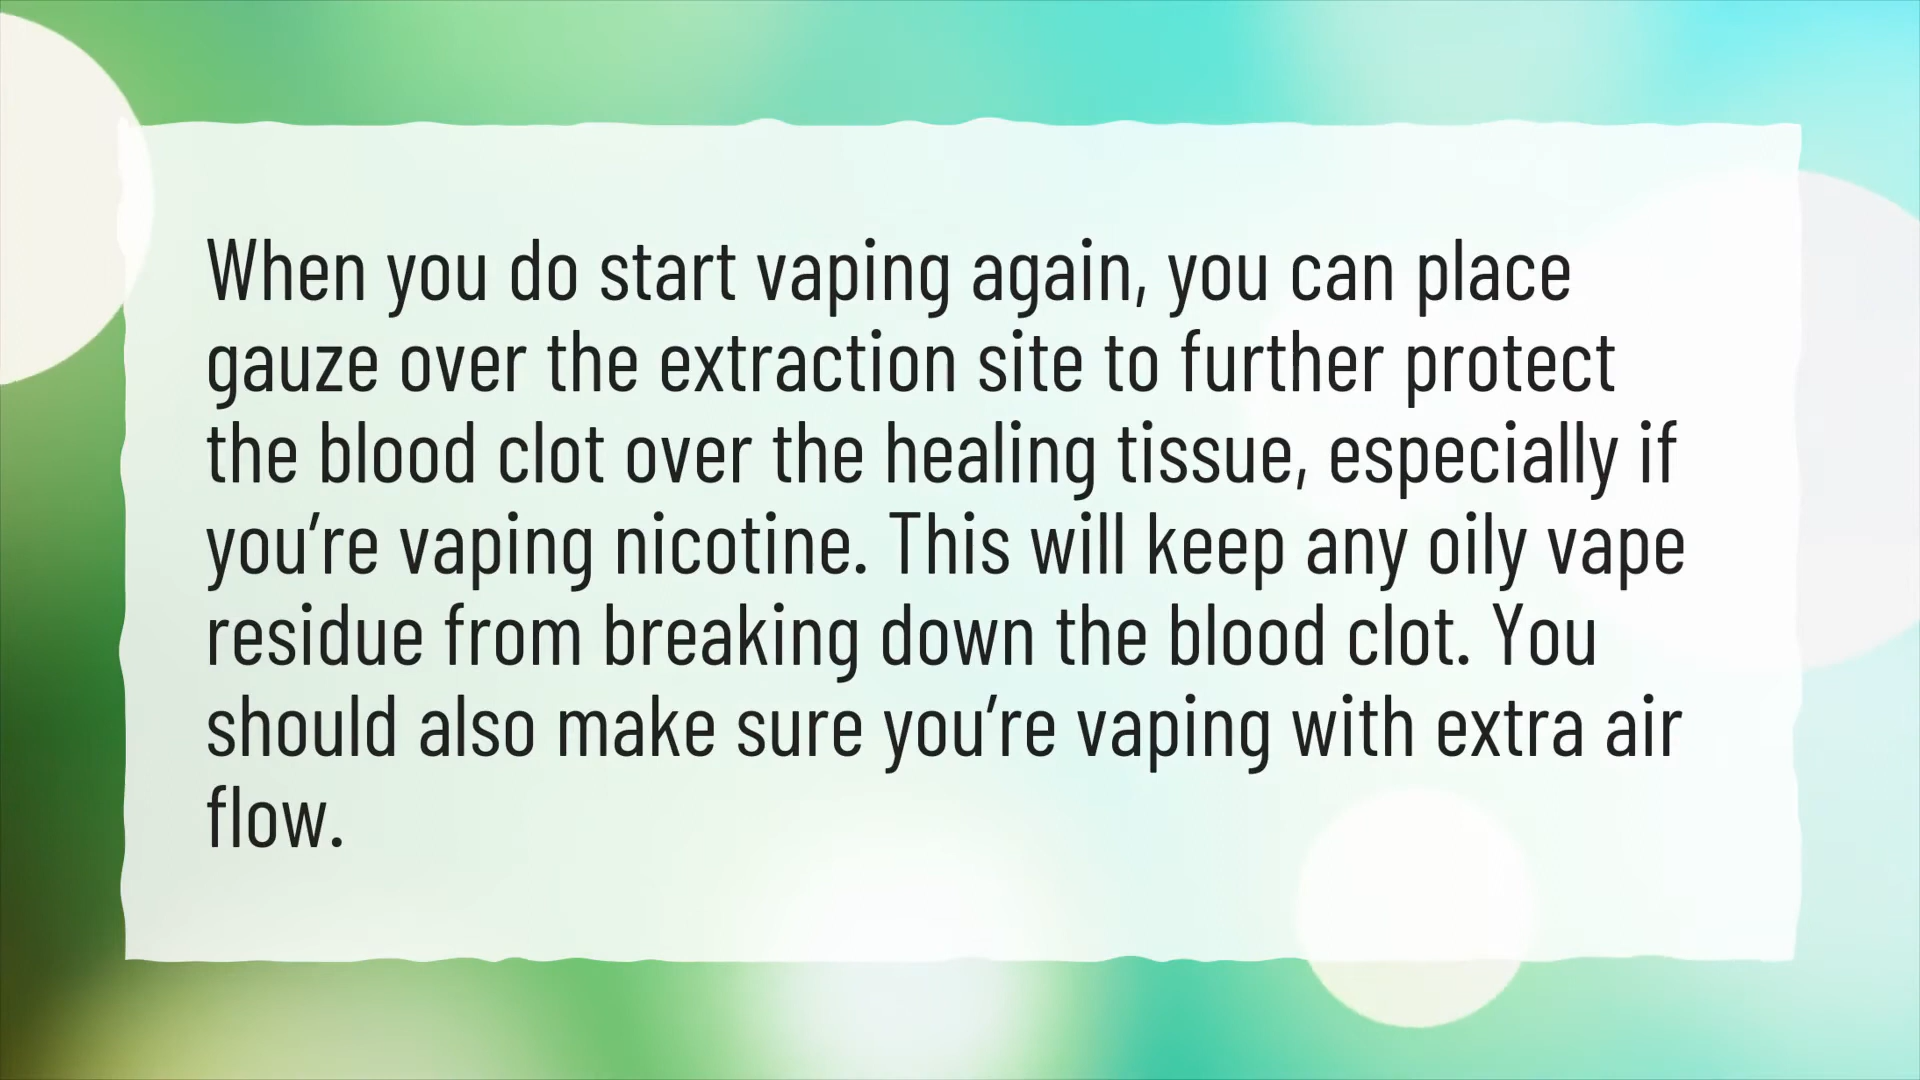 When you do start vaping again, you can place
gauze over the extraction site to further protect
the blood clot over the healing tissue, especially if
you’re vaping nicotine. This will keep any oily vape
residue from breaking down the blood clot. You
should also make sure you’re vaping with extra air
flow.